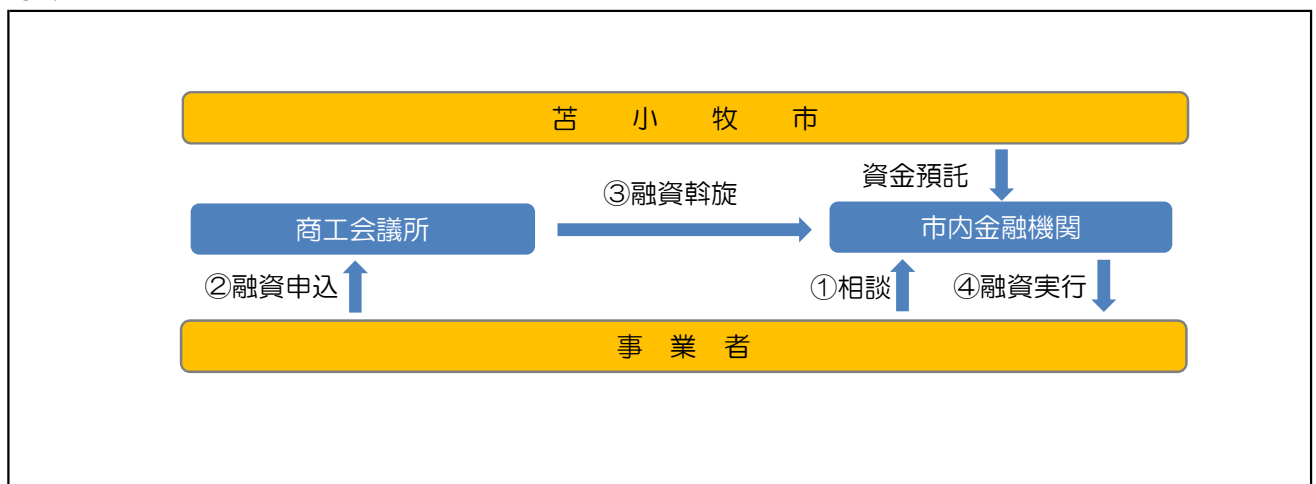 苫小牧市
資金預託
③融資斡旋
商工会議所
市内金融機関
②融資申込
①相談
④融資実行
事業者